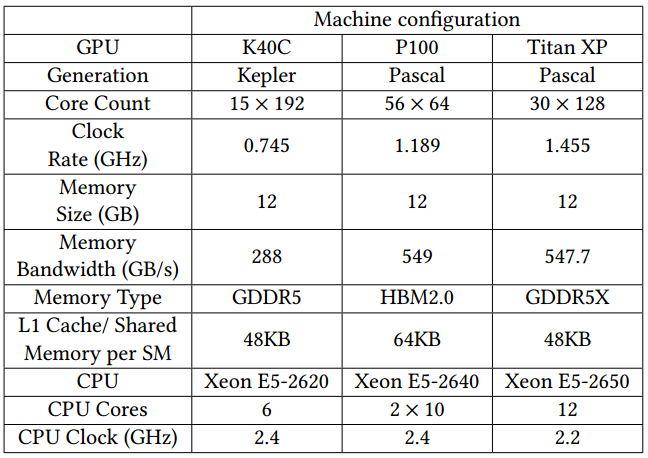 Machine configuration
GPU K40C P100 Titan XP
Generation Kepler Pascal Pascal
Core Count 15 × 192 56 × 64 30 × 128
Clock
Rate (GHz) 0.745 1.189 1.455
Memory
Size (GB) 12 12 12
Memory
Bandwidth (GB/s) 288 549 547.7
Memory Type GDDR5 HBM2.0 GDDR5X
L1 Cache/ Shared
Memory per SM 48KB 64KB 48KB
CPU Xeon E5-2620 Xeon E5-2640 Xeon E5-2650
CPU Cores 6 2 × 10 12
CPU Clock (GHz) 2.4 2.4 2.2